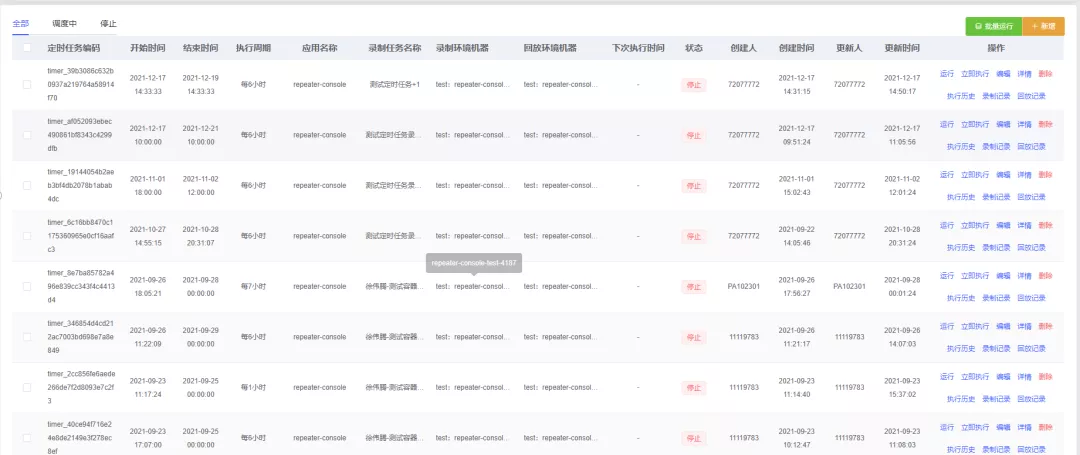 全部 调度中 停止
批量运行 + 新增
定时任务编码 开始时间 结束时间 执行周期 应用名称 录制任务名称 录制环境机器 回放环境机器 下次执行时间 状态 创建人 创建时间 更新人 更新时间 操作
timer_39b3086c632b 2021-12-17 2021-12-19 2021-12-17 2021-12-17 运行 立即执行 编辑 详情 删除
0937a219764a58914 14:33:33 14:33:33 每6小时 repeater-console 测试定时任务+1 test：repeater-consol... test：repeater-consol... - 停止 72077772 14:31:15 72077772 14:50:17
f70 执行历史 录制记录 回放记录
timer_af052093ebec 2021-12-17 2021-12-21 2021-12-17 2021-12-17 运行 立即执行 编辑 详情 删除
490861bf8343c4299 10:00:00 10:00:00 每6小时 repeater-console 测试定时任务录... test：repeater-consol... test：repeater-consol... - 停止 72077772 09:51:24 72077772 11:05:56
dfb 执行历史 录制记录 回放记录
timer_19144054b2ae 2021-11-01 2021-11-02 2021-11-01 2021-11-02 运行 立即执行 编辑 详情 删除
b3bf4db2078b1abab 18:00:00 12:00:00 每6小时 repeater-console 测试定时任务录... test：repeater-consol... test：repeater-consol... - 停止 72077772 15:02:43 72077772 12:01:24
4dc 执行历史 录制记录 回放记录
timer_6c16bb8470c1 2021-10-27 2021-10-28 2021-09-22 2021-10-28 运行 立即执行 编辑 详情 删除
175360965e0cf16aaf 14:55:15 20:31:07 每6小时 repeater-console 测试定时任务录... test：repeater-consol... test：repeater-consol... - 停止 72077772 14:05:46 72077772 20:31:24
c3 执行历史 录制记录 回放记录
repeater-console-test-4187
timer_8e7ba85782a4 2021-09-26 2021-09-28 2021-09-26 2021-09-28 运行 立即执行 编辑 详情 删除
96e839cc343f4c4413 18:05:21 00:00:00 每7小时 repeater-console 徐伟腾-测试容器... test：repeater-consol... test：repeater-consol... - 停止 PA102301 17:56:27 PA102301 00:01:24
d4 执行历史 录制记录 回放记录
timer_346854d4cd21 2021-09-26 2021-09-29 2021-09-26 2021-09-26 运行 立即执行 编辑 详情 删除
2ac7003bd698e7a8e 11:22:09 00:00:00 每6小时 repeater-console 徐伟腾-测试容器... test：repeater-consol... test：repeater-consol... - 停止 11119783 11:21:17 11119783 14:07:03
849 执行历史 录制记录 回放记录
timer_2cc856fe6aede 2021-09-23 2021-09-25 2021-09-23 2021-09-23 运行 立即执行 编辑 详情 删除
266de7f2d8093e7c2f 11:17:24 00:00:00 每1小时 repeater-console 徐伟腾-测试容器... test：repeater-consol... test：repeater-consol... - 停止 11119783 11:14:40 11119783 15:37:02
3 执行历史 录制记录 回放记录
timer_40ce94f716e2 2021-09-23 2021-09-25 2021-09-23 2021-09-23 运行 立即执行 编辑 详情 删除
4e8de2149e3f278ec 17:07:00 00:00:00 每6小时 repeater-console 徐伟腾-测试容器... test：repeater-consol... test：repeater-consol... - 停止 11119783 10:12:47 11119783 11:08:03
8ef 执行历史 录制记录 回放记录